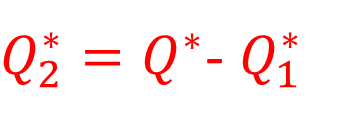 Q₂* = Q* - Q₁*